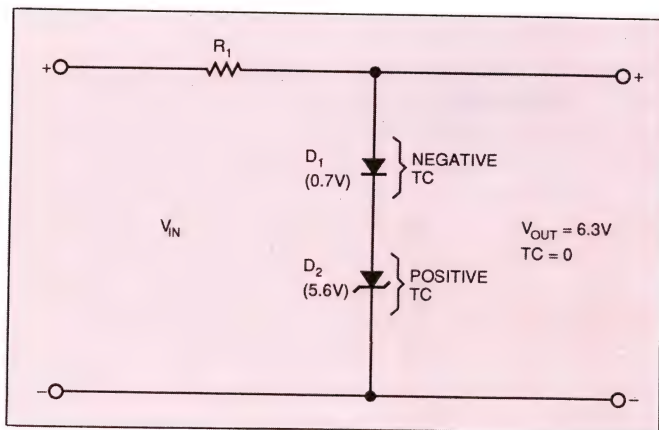 R1
+
+
D1
(0.7V)
NEGATIVE
TC
VIN
VOUT = 6.3V
TC = 0
D2
(5.6V)
POSITIVE
TC
−
−